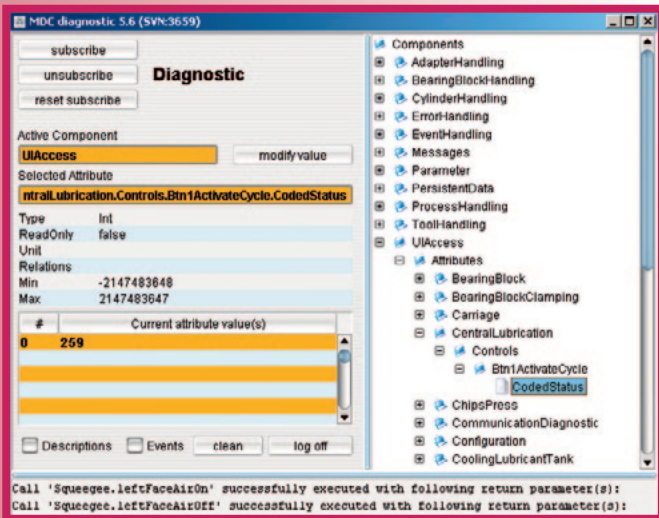 MDC diagnostic 5.6 (SVN:3659)
subscribe
unsubscribe
reset subscribe
Diagnostic
Active Component
UIAccess
modify value
Selected Attribute
ntralLubrication.Controls.Btn1ActivateCycle.CodedStatus
Type Int
ReadOnly false
Unit
Relations
Min -2147483648
Max 2147483647
# Current attribute value(s)
0 259
Descriptions Events clean log off
Components
AdapterHandling
BearingBlockHandling
CylinderHandling
ErrorHandling
EventHandling
Messages
Parameter
PersistentData
ProcessHandling
ToolHandling
UIAccess
Attributes
BearingBlock
BearingBlockClamping
Carriage
CentralLubrication
Controls
Btn1ActivateCycle
CodedStatus
ChipsPress
CommunicationDiagnostic
Configuration
CoolingLubricantTank
Call 'Squeegee.leftFaceAirOn' successfully executed with following return parameter(s):
Call 'Squeegee.leftFaceAirOff' successfully executed with following return parameter(s):